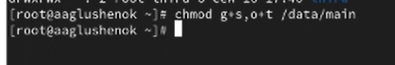 [root@aaglushenok ~]# chmod g+s,o+t /data/main
[root@aaglushenok ~]#